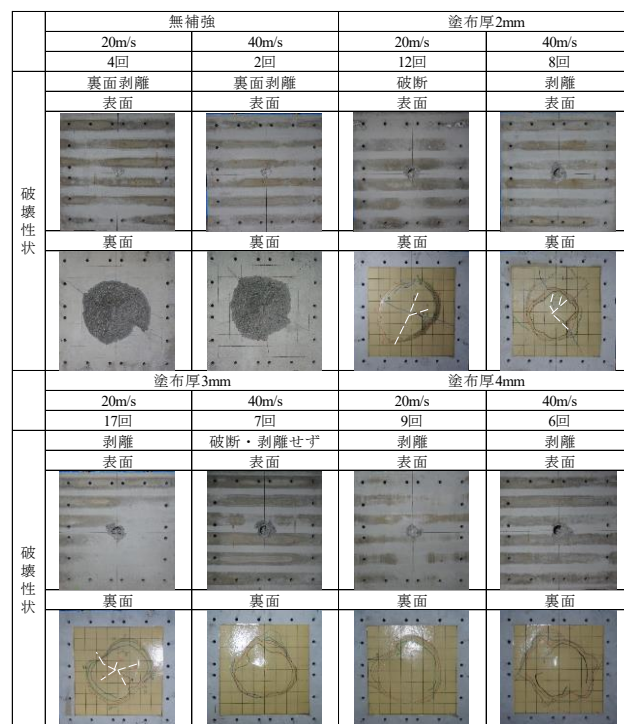 無補強 塗布厚2mm
20m/s 40m/s 20m/s 40m/s
4回 2回 12回 8回
裏面剥離 裏面剥離 破断 剥離
表面 表面 表面 表面
破壊性状
裏面 裏面 裏面 裏面
塗布厚3mm 塗布厚4mm
20m/s 40m/s 20m/s 40m/s
17回 7回 9回 6回
剥離 破断・剥離せず 剥離 剥離
表面 表面 表面 表面
破壊性状
裏面 裏面 裏面 裏面